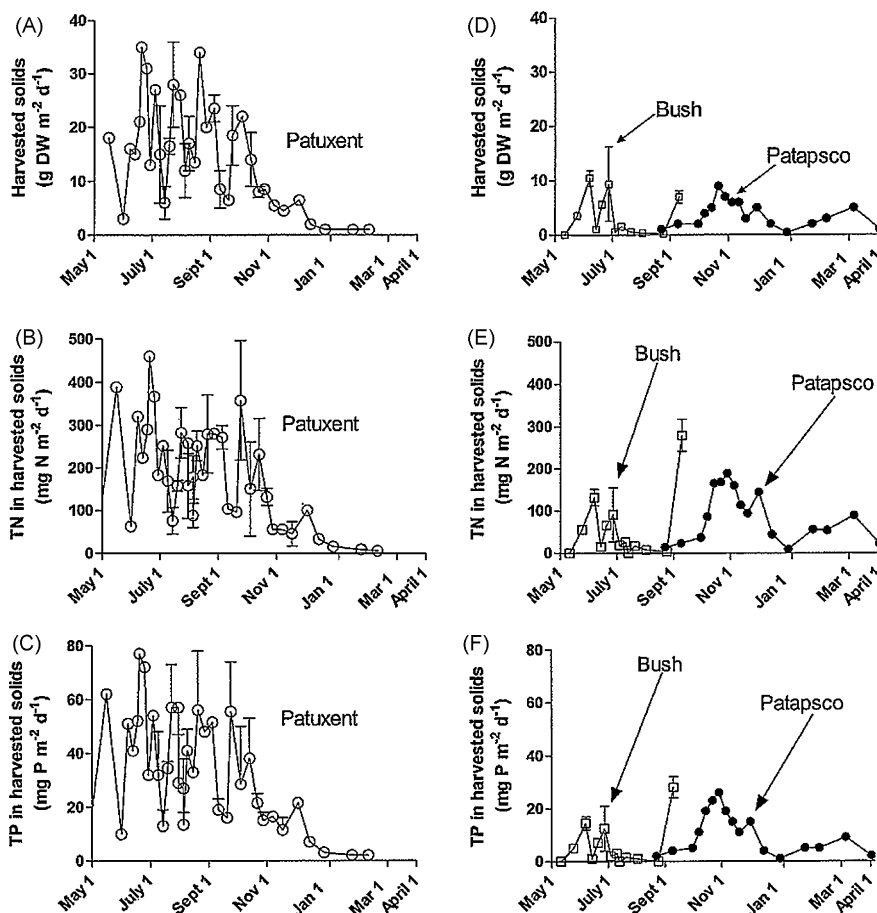 (A)
Harvested solids
(g DW m-2 d-1)
40
30
20
10
0
Patuxent
May 1
July 1
Sept 1
Nov 1
Jan 1
Mar 1
April 1
(B)
TN in harvested solids
(mg N m-2 d-1)
500
400
300
200
100
0
Patuxent
May 1
July 1
Sept 1
Nov 1
Jan 1
Mar 1
April 1
(C)
TP in harvested solids
(mg P m-2 d-1)
80
60
40
20
0
Patuxent
May 1
July 1
Sept 1
Nov 1
Jan 1
Mar 1
April 1
(D)
Harvested solids
(g DW m-2 d-1)
40
30
20
10
0
Bush
Patapsco
May 1
July 1
Sept 1
Nov 1
Jan 1
Mar 1
April 1
(E)
TN in harvested solids
(mg N m-2 d-1)
500
400
300
200
100
0
Bush
Patapsco
May 1
July 1
Sept 1
Nov 1
Jan 1
Mar 1
April 1
(F)
TP in harvested solids
(mg P m-2 d-1)
80
60
40
20
0
Bush
Patapsco
May 1
July 1
Sept 1
Nov 1
Jan 1
Mar 1
April 1